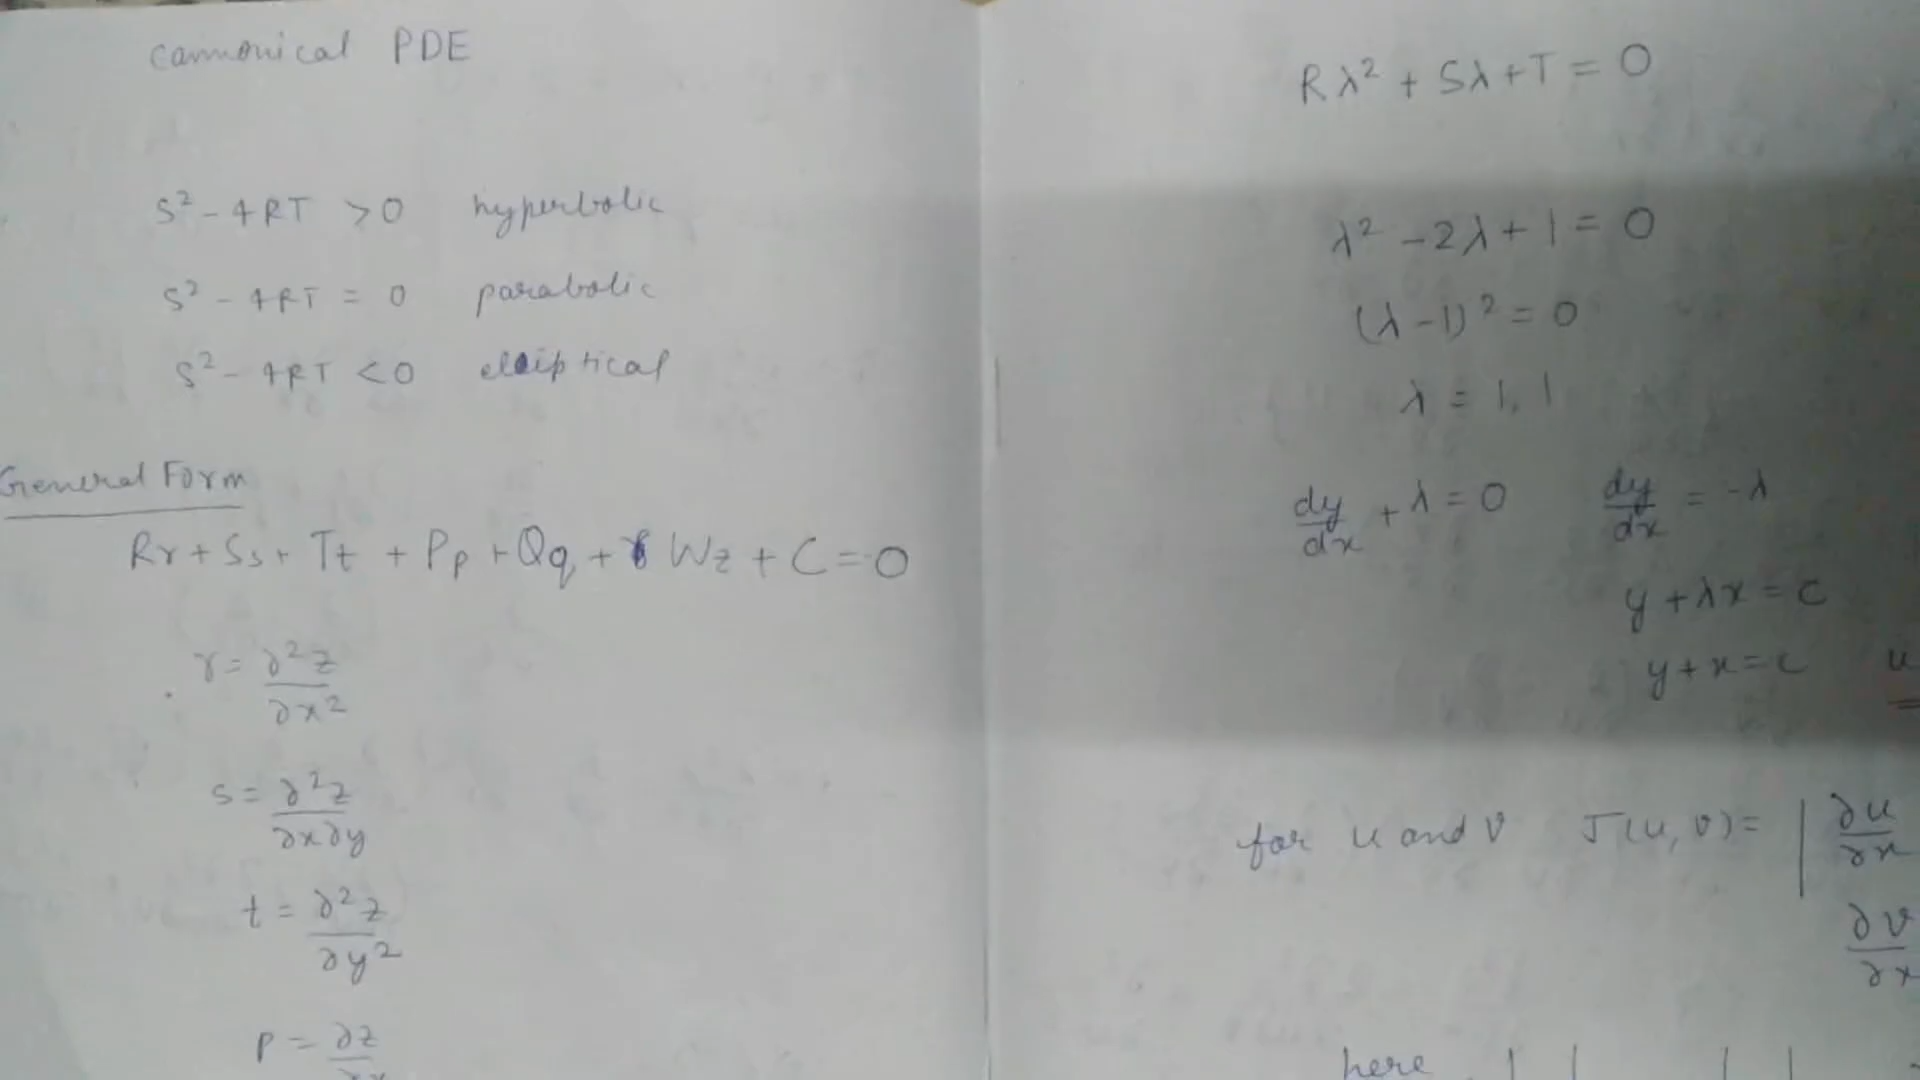 canonical PDE
S² - 4RT > 0 hyperbolic
S² - 4RT = 0 parabolic
S² - 4RT < 0 elliptical
General Form
Rr + Ss + Tt + Pp + Qq + Wz + C = 0
r = ∂²z/∂x²
s = ∂²z/∂x∂y
t = ∂²z/∂y²
P = ∂z
Rλ² + Sλ + T = 0
λ² - 2λ + 1 = 0
(λ - 1)² = 0
λ = 1, 1
dy/dx + λ = 0 dy/dx = -λ
y + λx = c
y + x = c u
for u and v J(u, v) = | ∂u/∂x
∂v/∂x
here | | | |